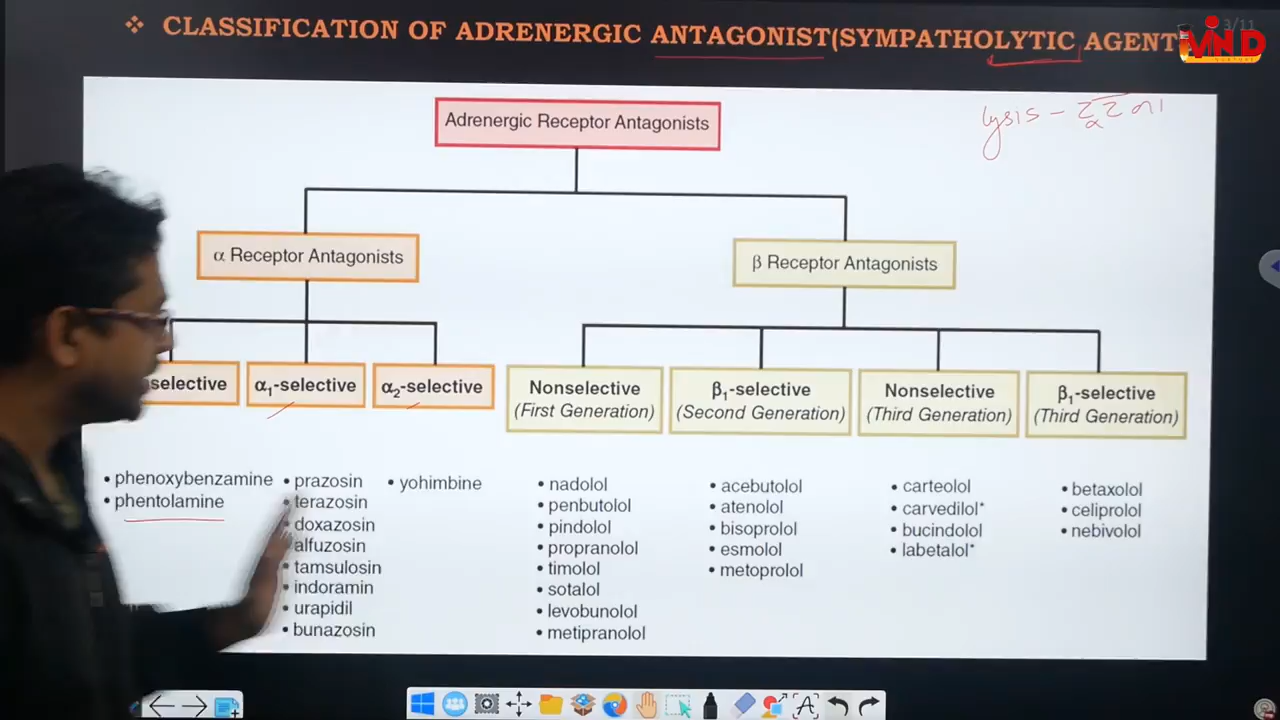 ❖ CLASSIFICATION OF ADRENERGIC ANTAGONIST(SYMPATHOLYTIC AGENT
3/11
VIND
lysis –
Adrenergic Receptor Antagonists
α Receptor Antagonists
β Receptor Antagonists
selective
α₁-selective
α₂-selective
Nonselective
(First Generation)
β₁-selective
(Second Generation)
Nonselective
(Third Generation)
β₁-selective
(Third Generation)
• phenoxybenzamine
• phentolamine
• prazosin
• terazosin
doxazosin
alfuzosin
• tamsulosin
• indoramin
• urapidil
• bunazosin
• yohimbine
• nadolol
• penbutolol
• pindolol
• propranolol
• timolol
• sotalol
• levobunolol
• metipranolol
• acebutolol
• atenolol
• bisoprolol
• esmolol
• metoprolol
• carteolol
• carvedilol*
• bucindolol
• labetalol*
• betaxolol
• celiprolol
• nebivolol